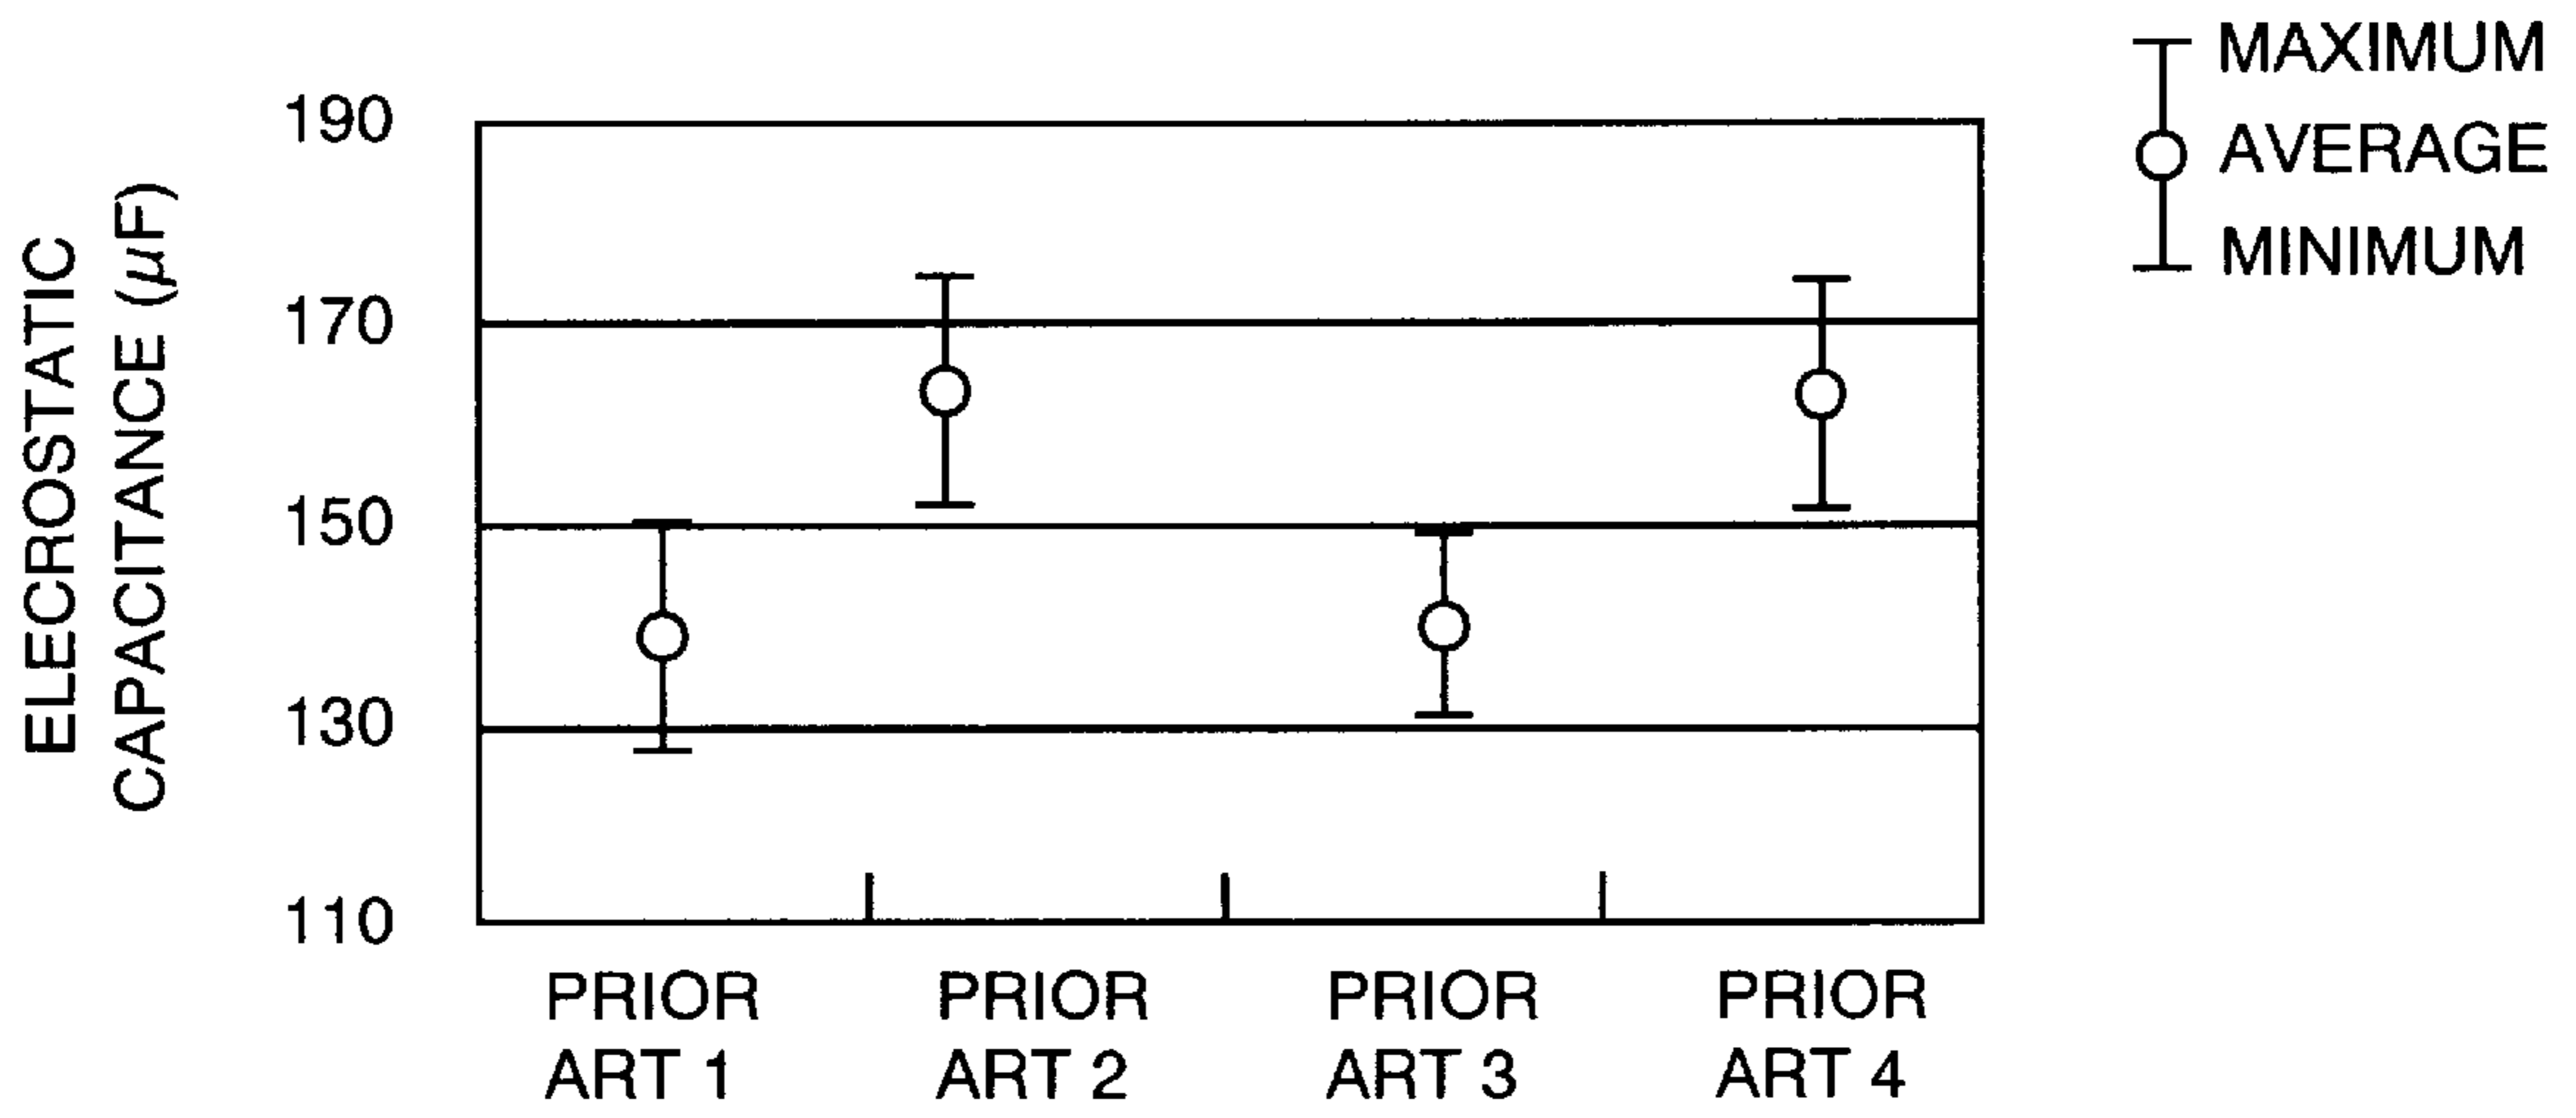 MAXIMUM
AVERAGE
MINIMUM
ELECROSTATIC
CAPACITANCE (μF)
190
170
150
130
110
PRIOR ART 1
PRIOR ART 2
PRIOR ART 3
PRIOR ART 4